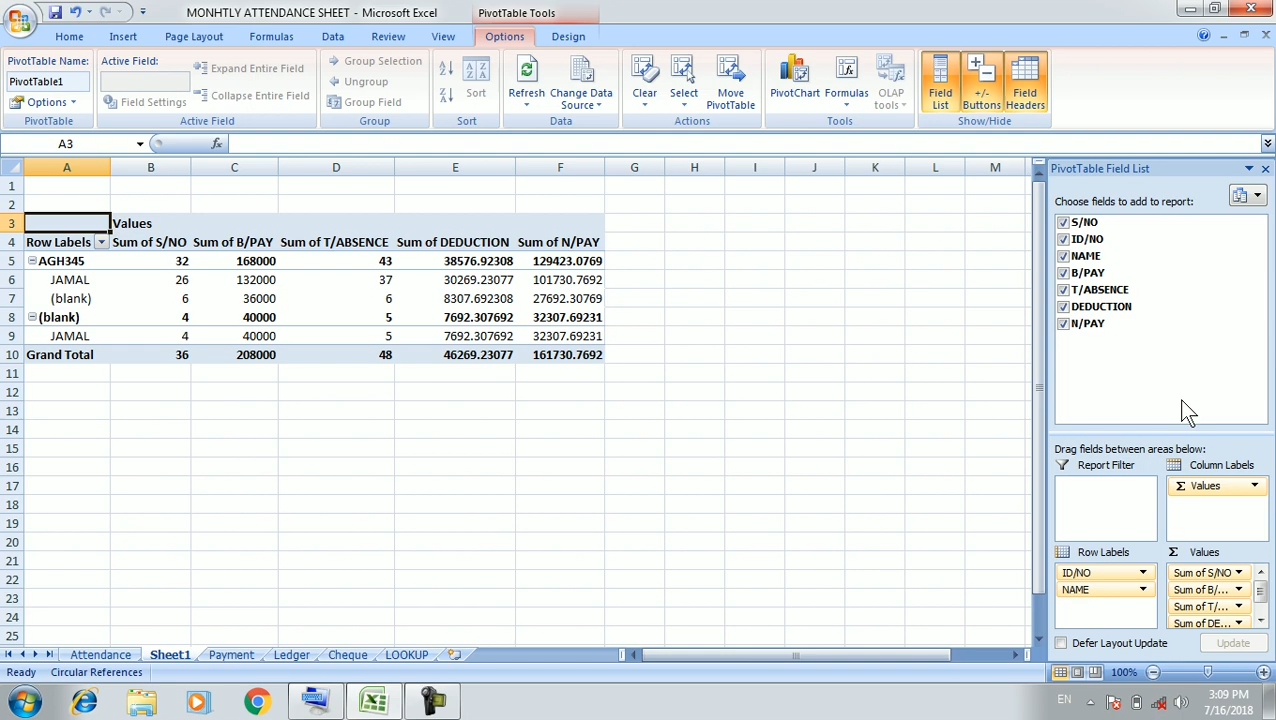 MONHTLY ATTENDANCE SHEET - Microsoft Excel
PivotTable Tools
Home Insert Page Layout Formulas Data Review View Options Design
PivotTable Name:
PivotTable1
Options
PivotTable
Active Field:
Field Settings
Expand Entire Field
Collapse Entire Field
Active Field
Group Selection
Ungroup
Group Field
Group
Sort
Sort
Refresh
Change Data Source
Data
Clear
Select
Move PivotTable
Actions
PivotChart
Formulas
OLAP tools
Tools
Field List
+/- Buttons
Field Headers
Show/Hide
A3
fx
A B C D E F G H I J K L M
1
2
3 Values
4 Row Labels Sum of S/NO Sum of B/PAY Sum of T/ABSENCE Sum of DEDUCTION Sum of N/PAY
5 AGH345 32 168000 43 38576.92308 129423.0769
6 JAMAL 26 132000 37 30269.23077 101730.7692
7 (blank) 6 36000 6 8307.692308 27692.30769
8 (blank) 4 40000 5 7692.307692 32307.69231
9 JAMAL 4 40000 5 7692.307692 32307.69231
10 Grand Total 36 208000 48 46269.23077 161730.7692
11
12
13
14
15
16
17
18
19
20
21
22
23
24
25
PivotTable Field List
Choose fields to add to report:
S/NO
ID/NO
NAME
B/PAY
T/ABSENCE
DEDUCTION
N/PAY
Drag fields between areas below:
Report Filter
Column Labels
Σ Values
Row Labels
Σ Values
ID/NO
NAME
Sum of S/NO
Sum of B/...
Sum of T/...
Sum of DE...
Defer Layout Update
Update
Attendance Sheet1 Payment Ledger Cheque LOOKUP
Ready Circular References
100%
EN
3:09 PM
7/16/2018